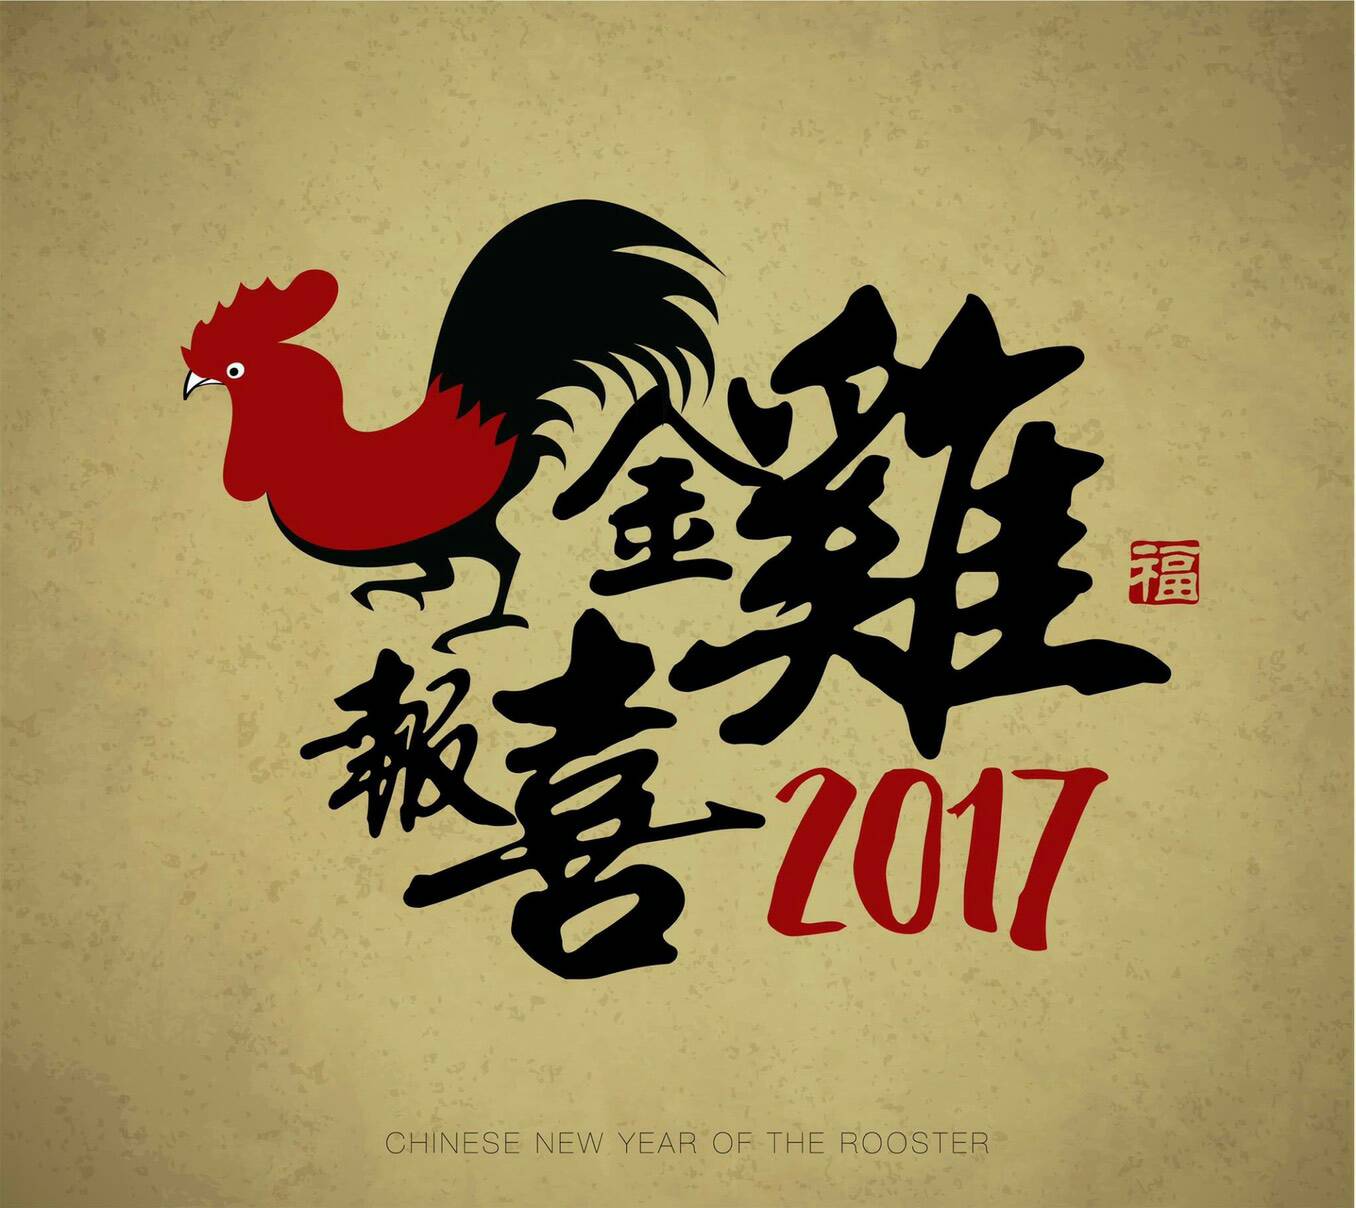 金雞
福
報喜
2017
CHINESE NEW YEAR OF THE ROOSTER